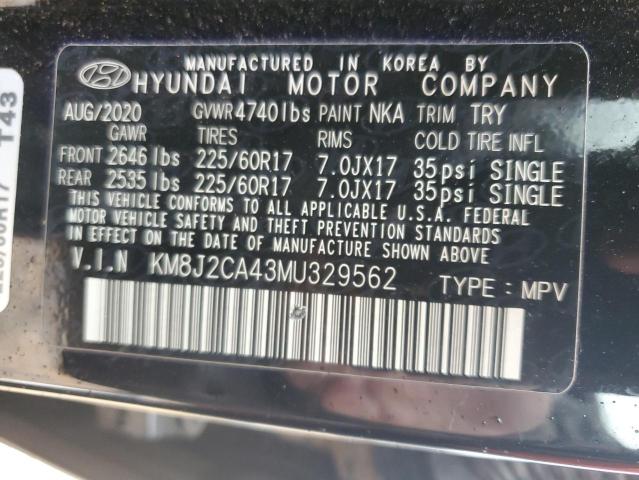 MANUFACTURED IN KOREA BY
HYUNDAI MOTOR COMPANY
AUG/2020 GVWR4740lbs PAINT NKA TRIM TRY
GAWR TIRES RIMS COLD TIRE INFL
FRONT 2646 lbs 225/60R17 7.0JX17 35psi SINGLE
REAR 2535 lbs 225/60R17 7.0JX17 35psi SINGLE
THIS VEHICLE CONFORMS TO ALL APPLICABLE U.S.A. FEDERAL
MOTOR VEHICLE SAFETY AND THEFT PREVENTION STANDARDS
IN EFFECT ON THE DATE OF MANUFACTURE SHOWN ABOVE.
V.I.N KM8J2CA43MU329562 TYPE : MPV
T43